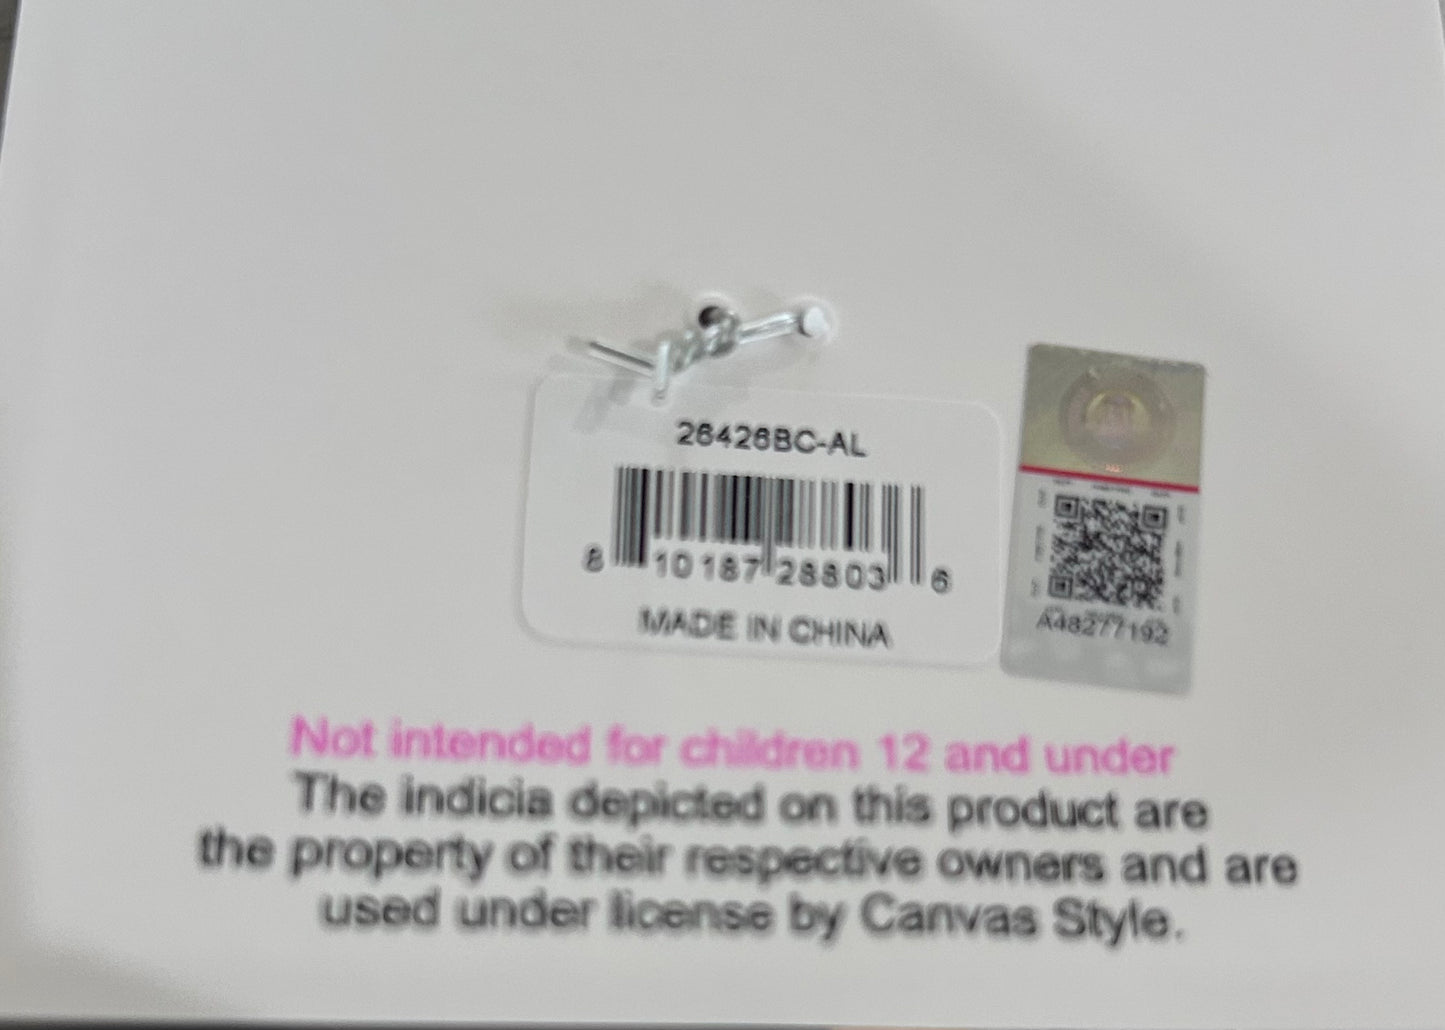 26426BC-AL
8 10187 28803 6
MADE IN CHINA
A48277192
Not intended for children 12 and under
The indicia depicted on this product are
the property of their respective owners and are
used under license by Canvas Style.